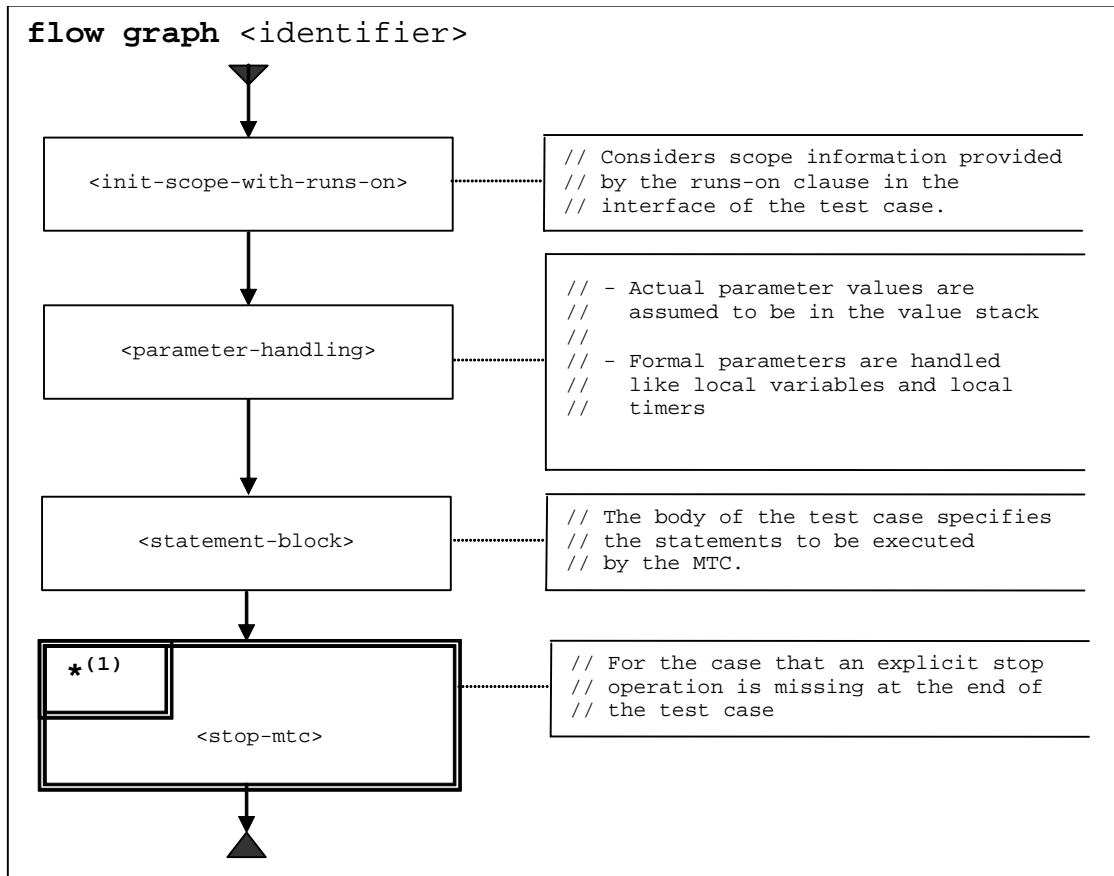 flow graph <identifier>
<init-scope-with-runs-on>
// Considers scope information provided
// by the runs-on clause in the
// interface of the test case.
<parameter-handling>
// - Actual parameter values are
//   assumed to be in the value stack
//
// - Formal parameters are handled
//   like local variables and local
//   timers
<statement-block>
// The body of the test case specifies
// the statements to be executed
// by the MTC.
*(1)
<stop-mtc>
// For the case that an explicit stop
// operation is missing at the end of
// the test case